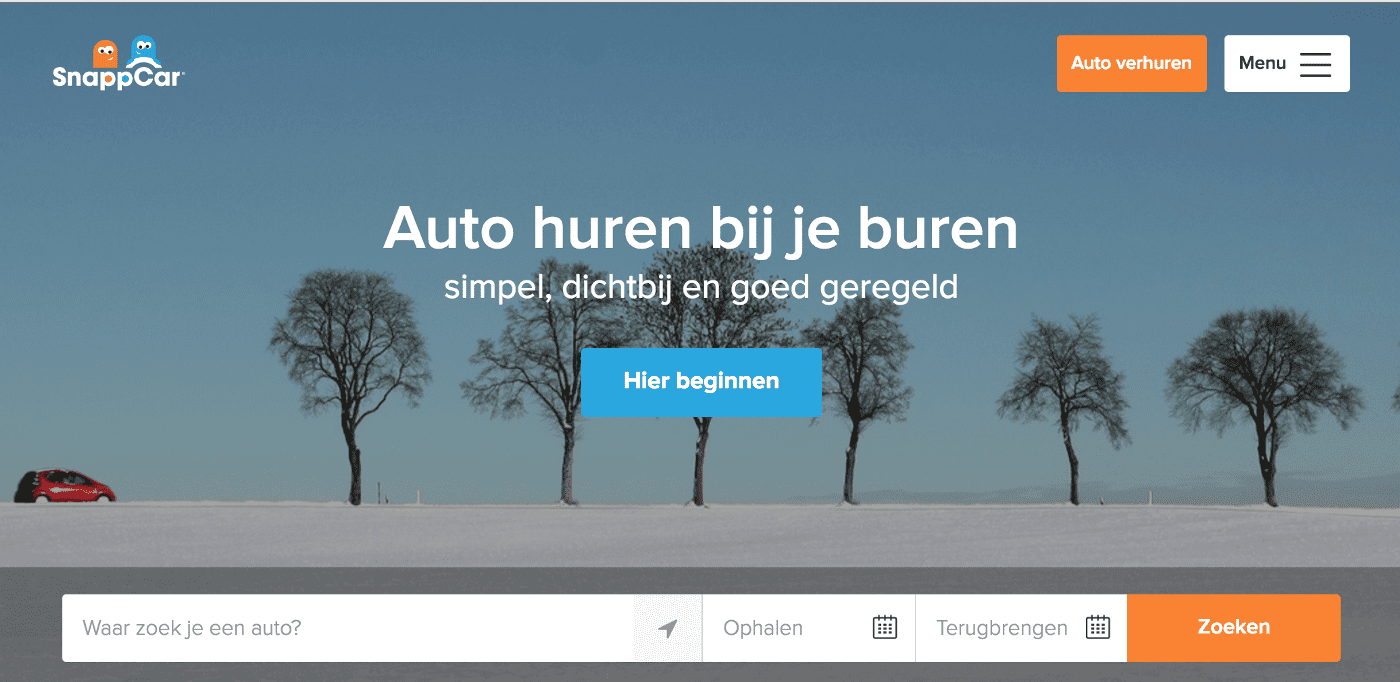 SnappCar
Auto verhuren
Menu
Auto huren bij je buren
simpel, dichtbij en goed geregeld
Hier beginnen
Waar zoek je een auto?
Ophalen
Terugbrengen
Zoeken